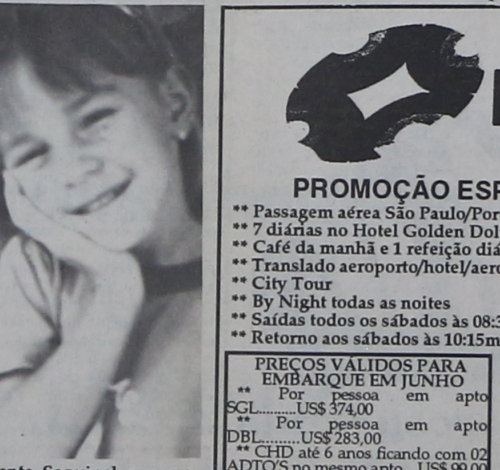 PROMOÇÃO ESP
** Passagem aérea São Paulo/Por
** 7 diárias no Hotel Golden Dol
** Café da manhã e 1 refeição diá
** Translado aeroporto/hotel/aero
** City Tour
** By Night todas as noites
** Saídas todos os sábados às 08:3
** Retorno aos sábados às 10:15m
PREÇOS VÁLIDOS PARA
EMBARQUE EM JUNHO
** Por pessoa em apto
SGL..........US$ 374,00
** Por pessoa em apto
DBL..........US$ 283,00
** CHD até 6 anos ficando com 02
ADTO'S no mesmo apto...US$ 99,00